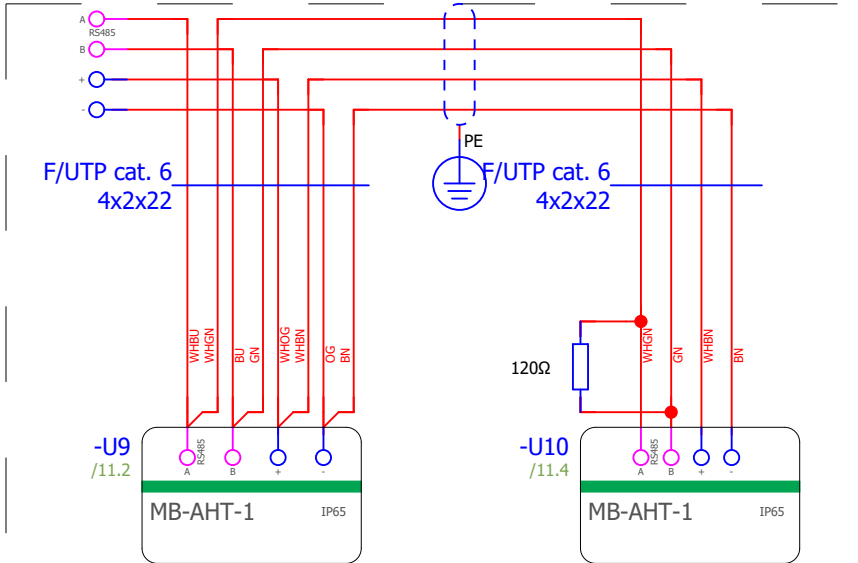 A
RS485
B
+
-
PE
F/UTP cat. 6
4x2x22
F/UTP cat. 6
4x2x22
WHBU
WHGN
BU
GN
WHOG
WHBN
OG
BN
120Ω
WHGN
GN
WHBN
BN
-U9
/11.2
A
RS485
B
+
-
MB-AHT-1
IP65
-U10
/11.4
A
RS485
B
+
-
MB-AHT-1
IP65